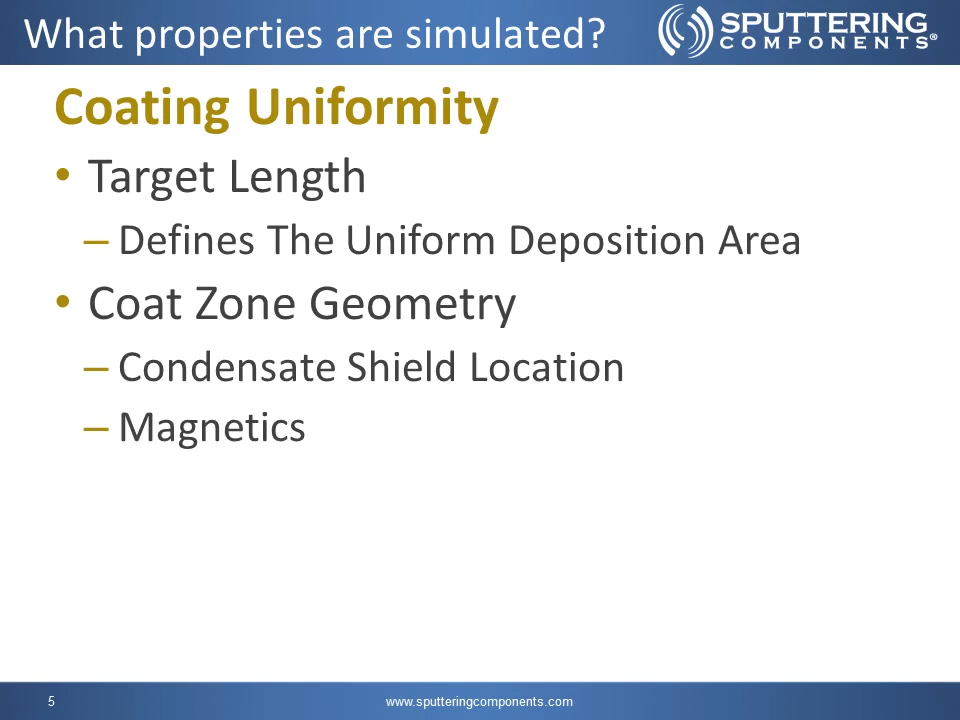 What properties are simulated?
SPUTTERING
COMPONENTS®
Coating Uniformity
• Target Length
– Defines The Uniform Deposition Area
• Coat Zone Geometry
– Condensate Shield Location
– Magnetics
5
www.sputteringcomponents.com